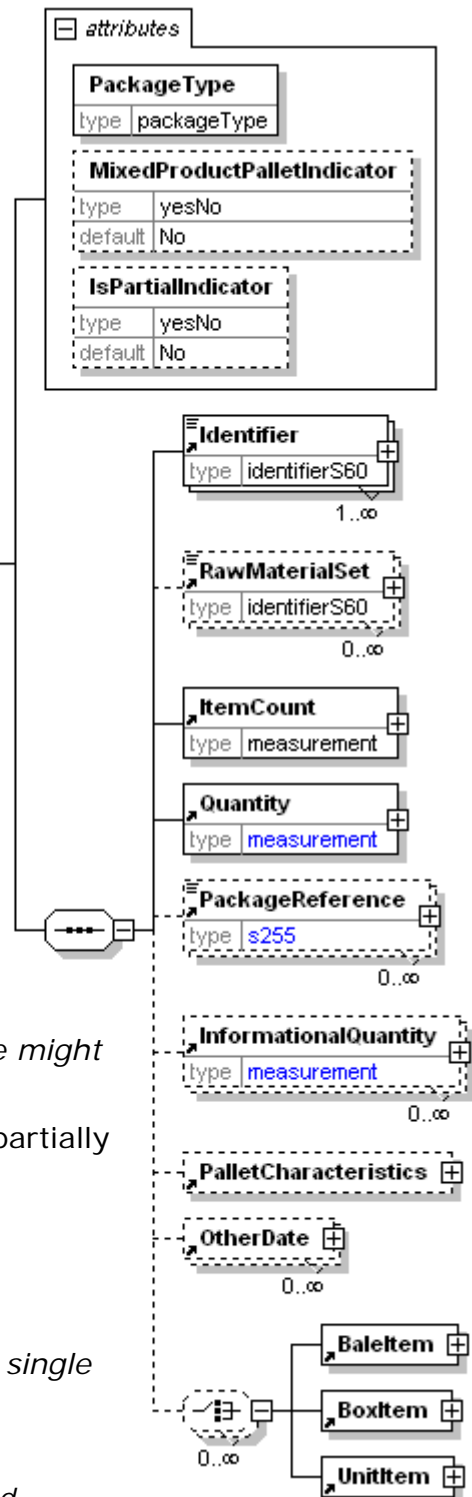 attributes
PackageType
type packageType
MixedProductPalletIndicator
type yesNo
default No
IsPartialIndicator
type yesNo
default No
Identifier
type identifierS60
1..∞
RawMaterialSet
type identifierS60
0..∞
ItemCount
type measurement
Quantity
type measurement
PackageReference
type s255
0..∞
e might
InformationalQuantity
type measurement
0..∞
partially
PalletCharacteristics
OtherDate
0..∞
single
BaleItem
BoxItem
0..∞
UnitItem